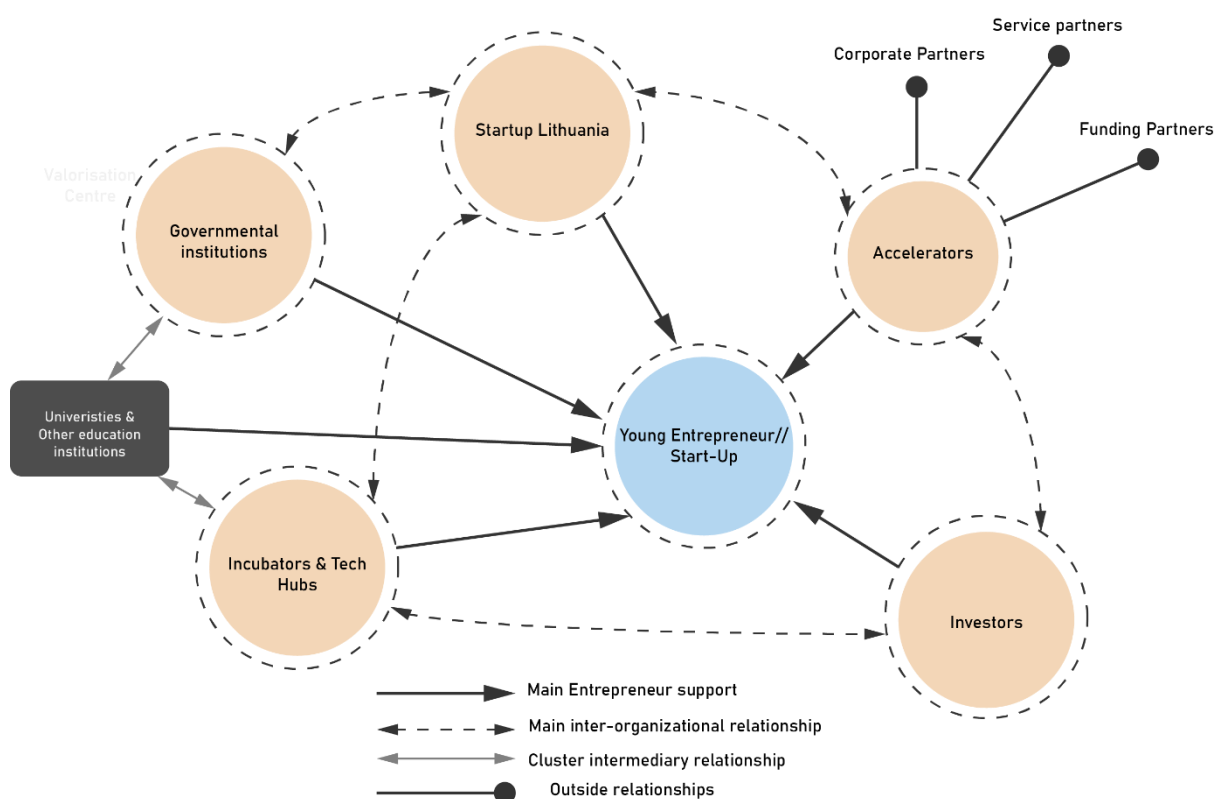 Service partners
Corporate Partners
Funding Partners
Startup Lithuania
Valorisation
Centre
Governmental
institutions
Accelerators
Univeristies &
Other education
institutions
Young Entrepreneur//
Start-Up
Incubators & Tech
Hubs
Investors
Main Entrepreneur support
Main inter-organizational relationship
Cluster intermediary relationship
Outside relationships